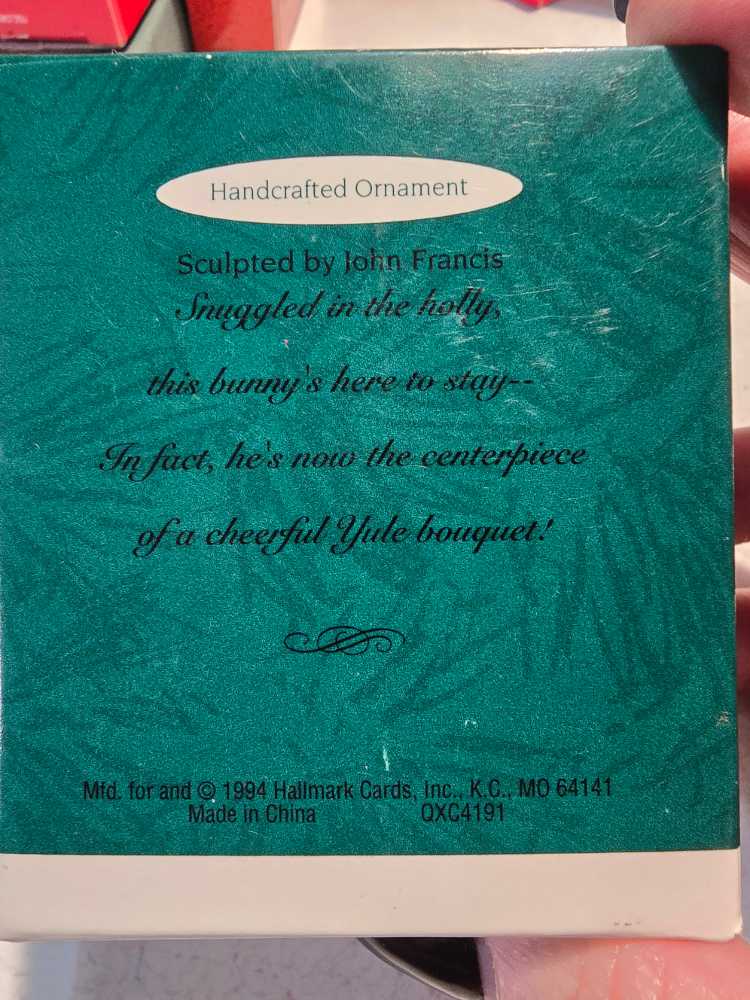 Handcrafted Ornament
Sculpted by John Francis
Snuggled in the holly,
this bunny's here to stay--
In fact, he's now the centerpiece
of a cheerful Yule bouquet!
Mfd. for and © 1994 Hallmark Cards, Inc., K.C., MO 64141
Made in China QXC4191